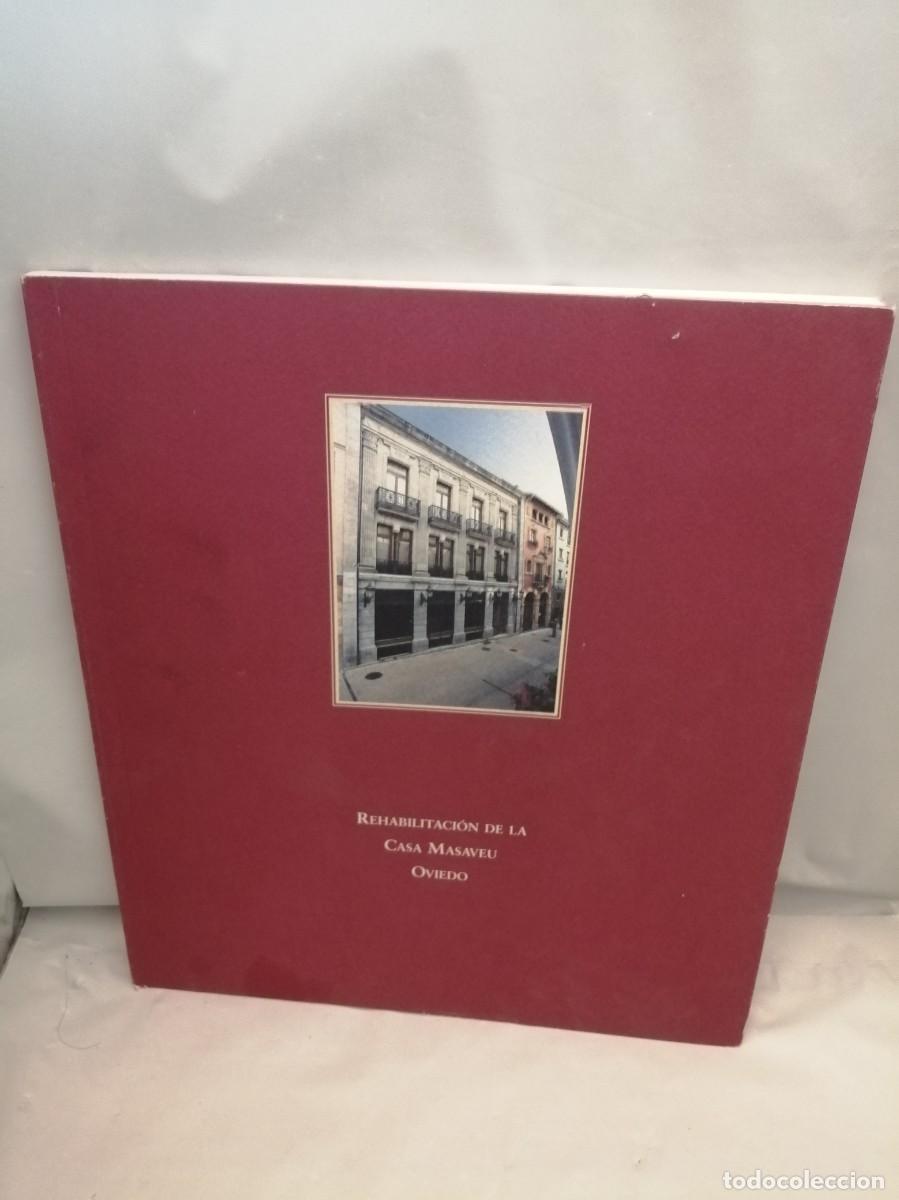 Rehabilitación de la
Casa Masaveu
Oviedo
todocoleccion